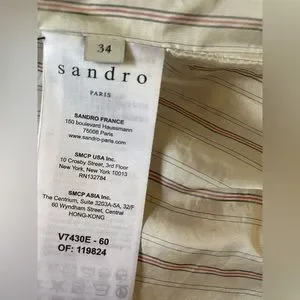 34
sandro
PARIS
SANDRO FRANCE
150 boulevard Haussmann
75008 Paris
www.sandro-paris.com
SMCP USA Inc.
10 Crosby Street, 3rd Floor
New York, New York 10013
RN132784
SMCP ASIA Inc.
The Centrium, Suite 3203A-5A, 32/F
60 Wyndham Street, Central
HONG-KONG
V7430E - 60
OF: 119824